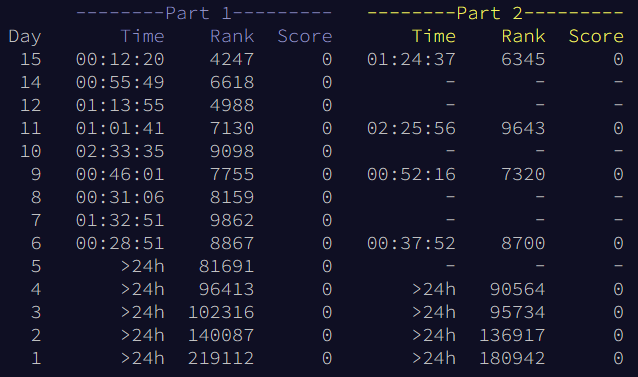 --------Part 1--------- --------Part 2---------
Day Time Rank Score Time Rank Score
15 00:12:20 4247 0 01:24:37 6345 0
14 00:55:49 6618 0 - - -
12 01:13:55 4988 0 - - -
11 01:01:41 7130 0 02:25:56 9643 0
10 02:33:35 9098 0 - - -
9 00:46:01 7755 0 00:52:16 7320 0
8 00:31:06 8159 0 - - -
7 01:32:51 9862 0 - - -
6 00:28:51 8867 0 00:37:52 8700 0
5 >24h 81691 0 - - -
4 >24h 96413 0 >24h 90564 0
3 >24h 102316 0 >24h 95734 0
2 >24h 140087 0 >24h 136917 0
1 >24h 219112 0 >24h 180942 0